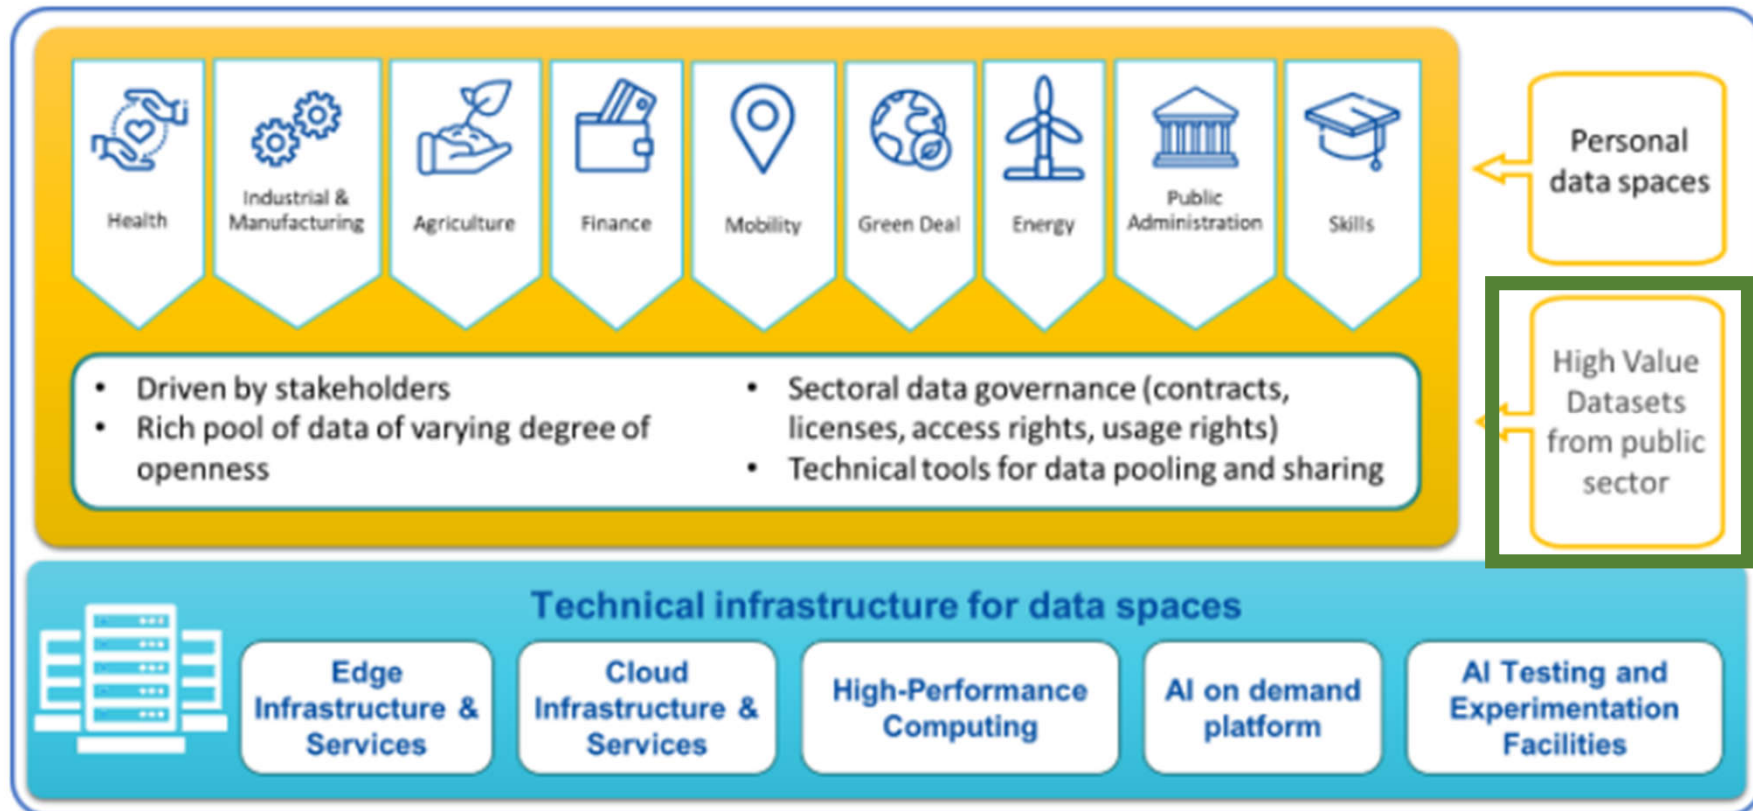 Health
Industrial &
Manufacturing
Agriculture
Finance
Mobility
Green Deal
Energy
Public
Administration
Skills
Personal
data spaces
• Driven by stakeholders
• Rich pool of data of varying degree of
openness
• Sectoral data governance (contracts,
licenses, access rights, usage rights)
• Technical tools for data pooling and sharing
High Value
Datasets
from public
sector
Technical infrastructure for data spaces
Edge
Infrastructure &
Services
Cloud
Infrastructure &
Services
High-Performance
Computing
AI on demand
platform
AI Testing and
Experimentation
Facilities